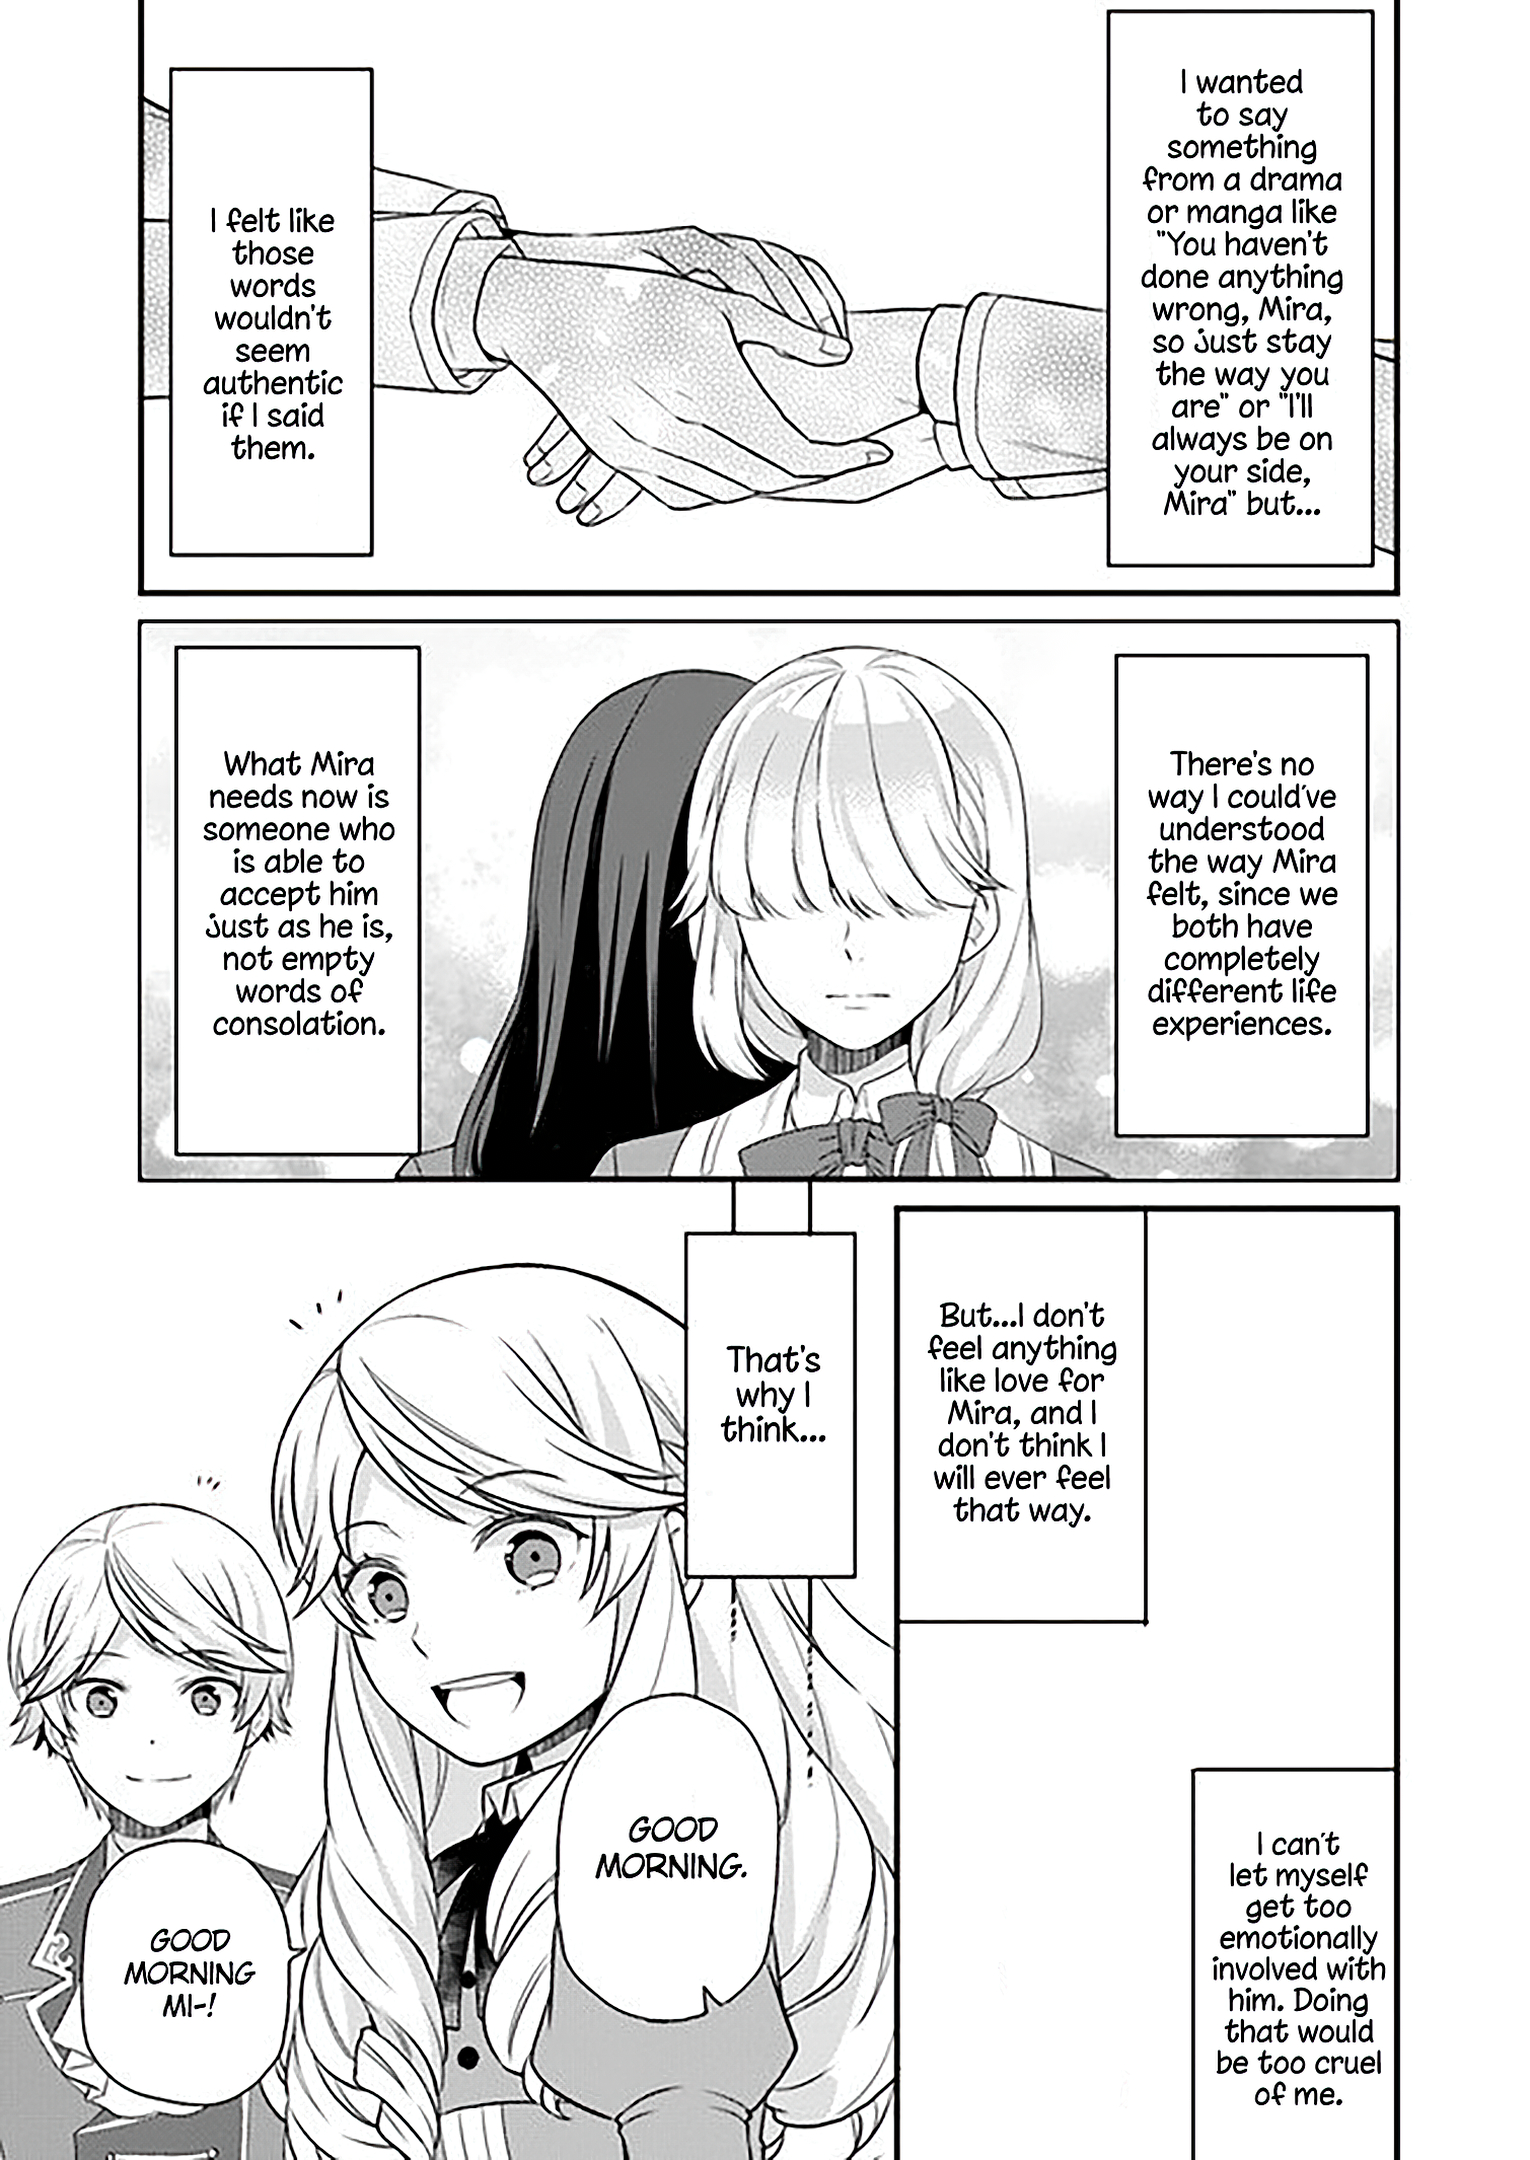 I wanted
to say
something
from a drama
or manga like
"You haven't
done anything
wrong, Mira,
so just stay
the way you
are" or "I'll
always be on
your side,
Mira" but...
I felt like
those
words
wouldn't
seem
authentic
if I said
them.
There's no
way I could've
understood
the way Mira
felt, since we
both have
completely
different life
experiences.
What Mira
needs now is
someone who
is able to
accept him
just as he is,
not empty
words of
consolation.
But...I don't
feel anything
like love for
Mira, and I
don't think I
will ever feel
that way.
I can't
let myself
get too
emotionally
involved with
him. Doing
that would
be too cruel
of me.
That's
why I
think...
GOOD
MORNING.
GOOD
MORNING
MI-!